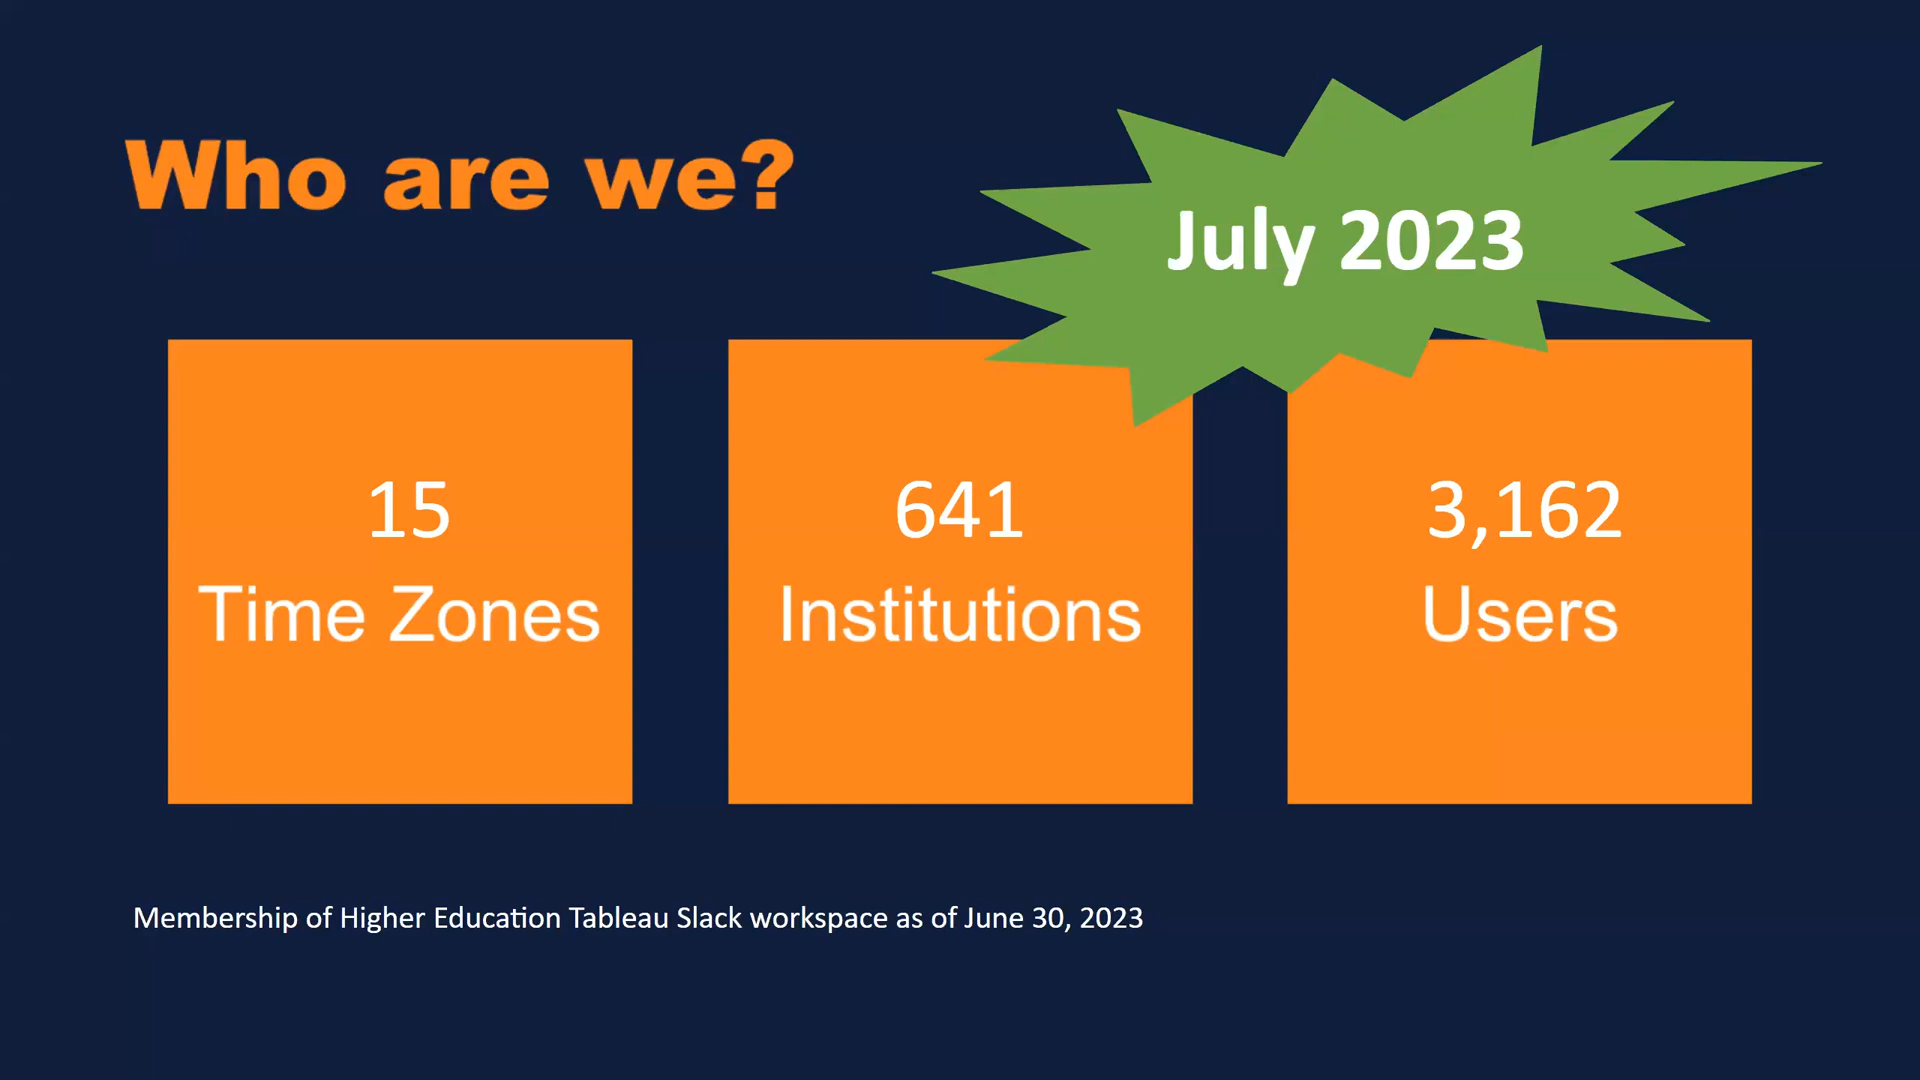 Who are we?
July 2023
15
Time Zones
641
Institutions
3,162
Users
Membership of Higher Education Tableau Slack workspace as of June 30, 2023